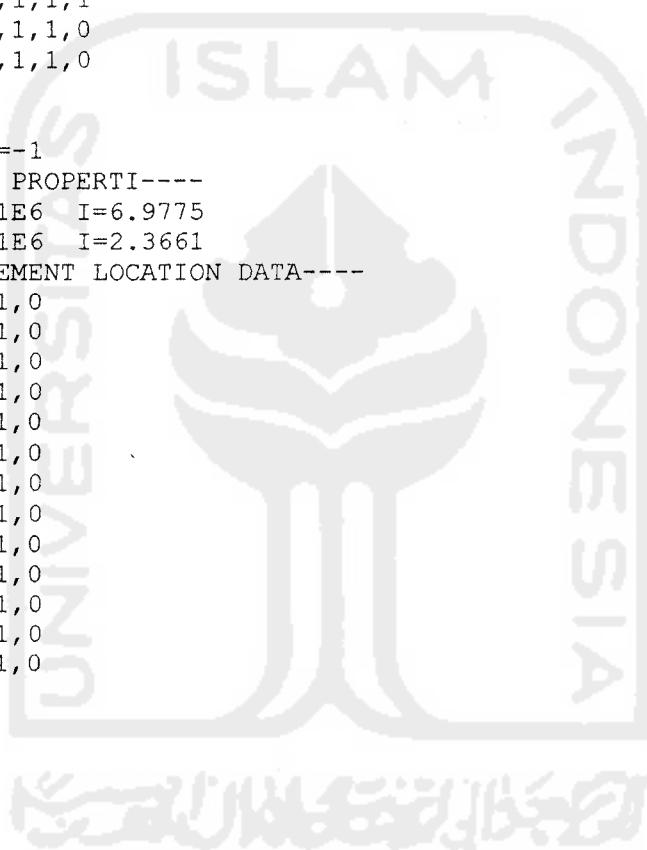 ,1,1,1
,1,1,0
,1,1,0
=-1
PROPERTI----
1E6 I=6.9775
1E6 I=2.3661
EMENT LOCATION DATA----
1,0
1,0
1,0
1,0
1,0
1,0
1,0
1,0
1,0
1,0
1,0
1,0
1,0
UNIVERSITAS
ISLAM
INDONESIA